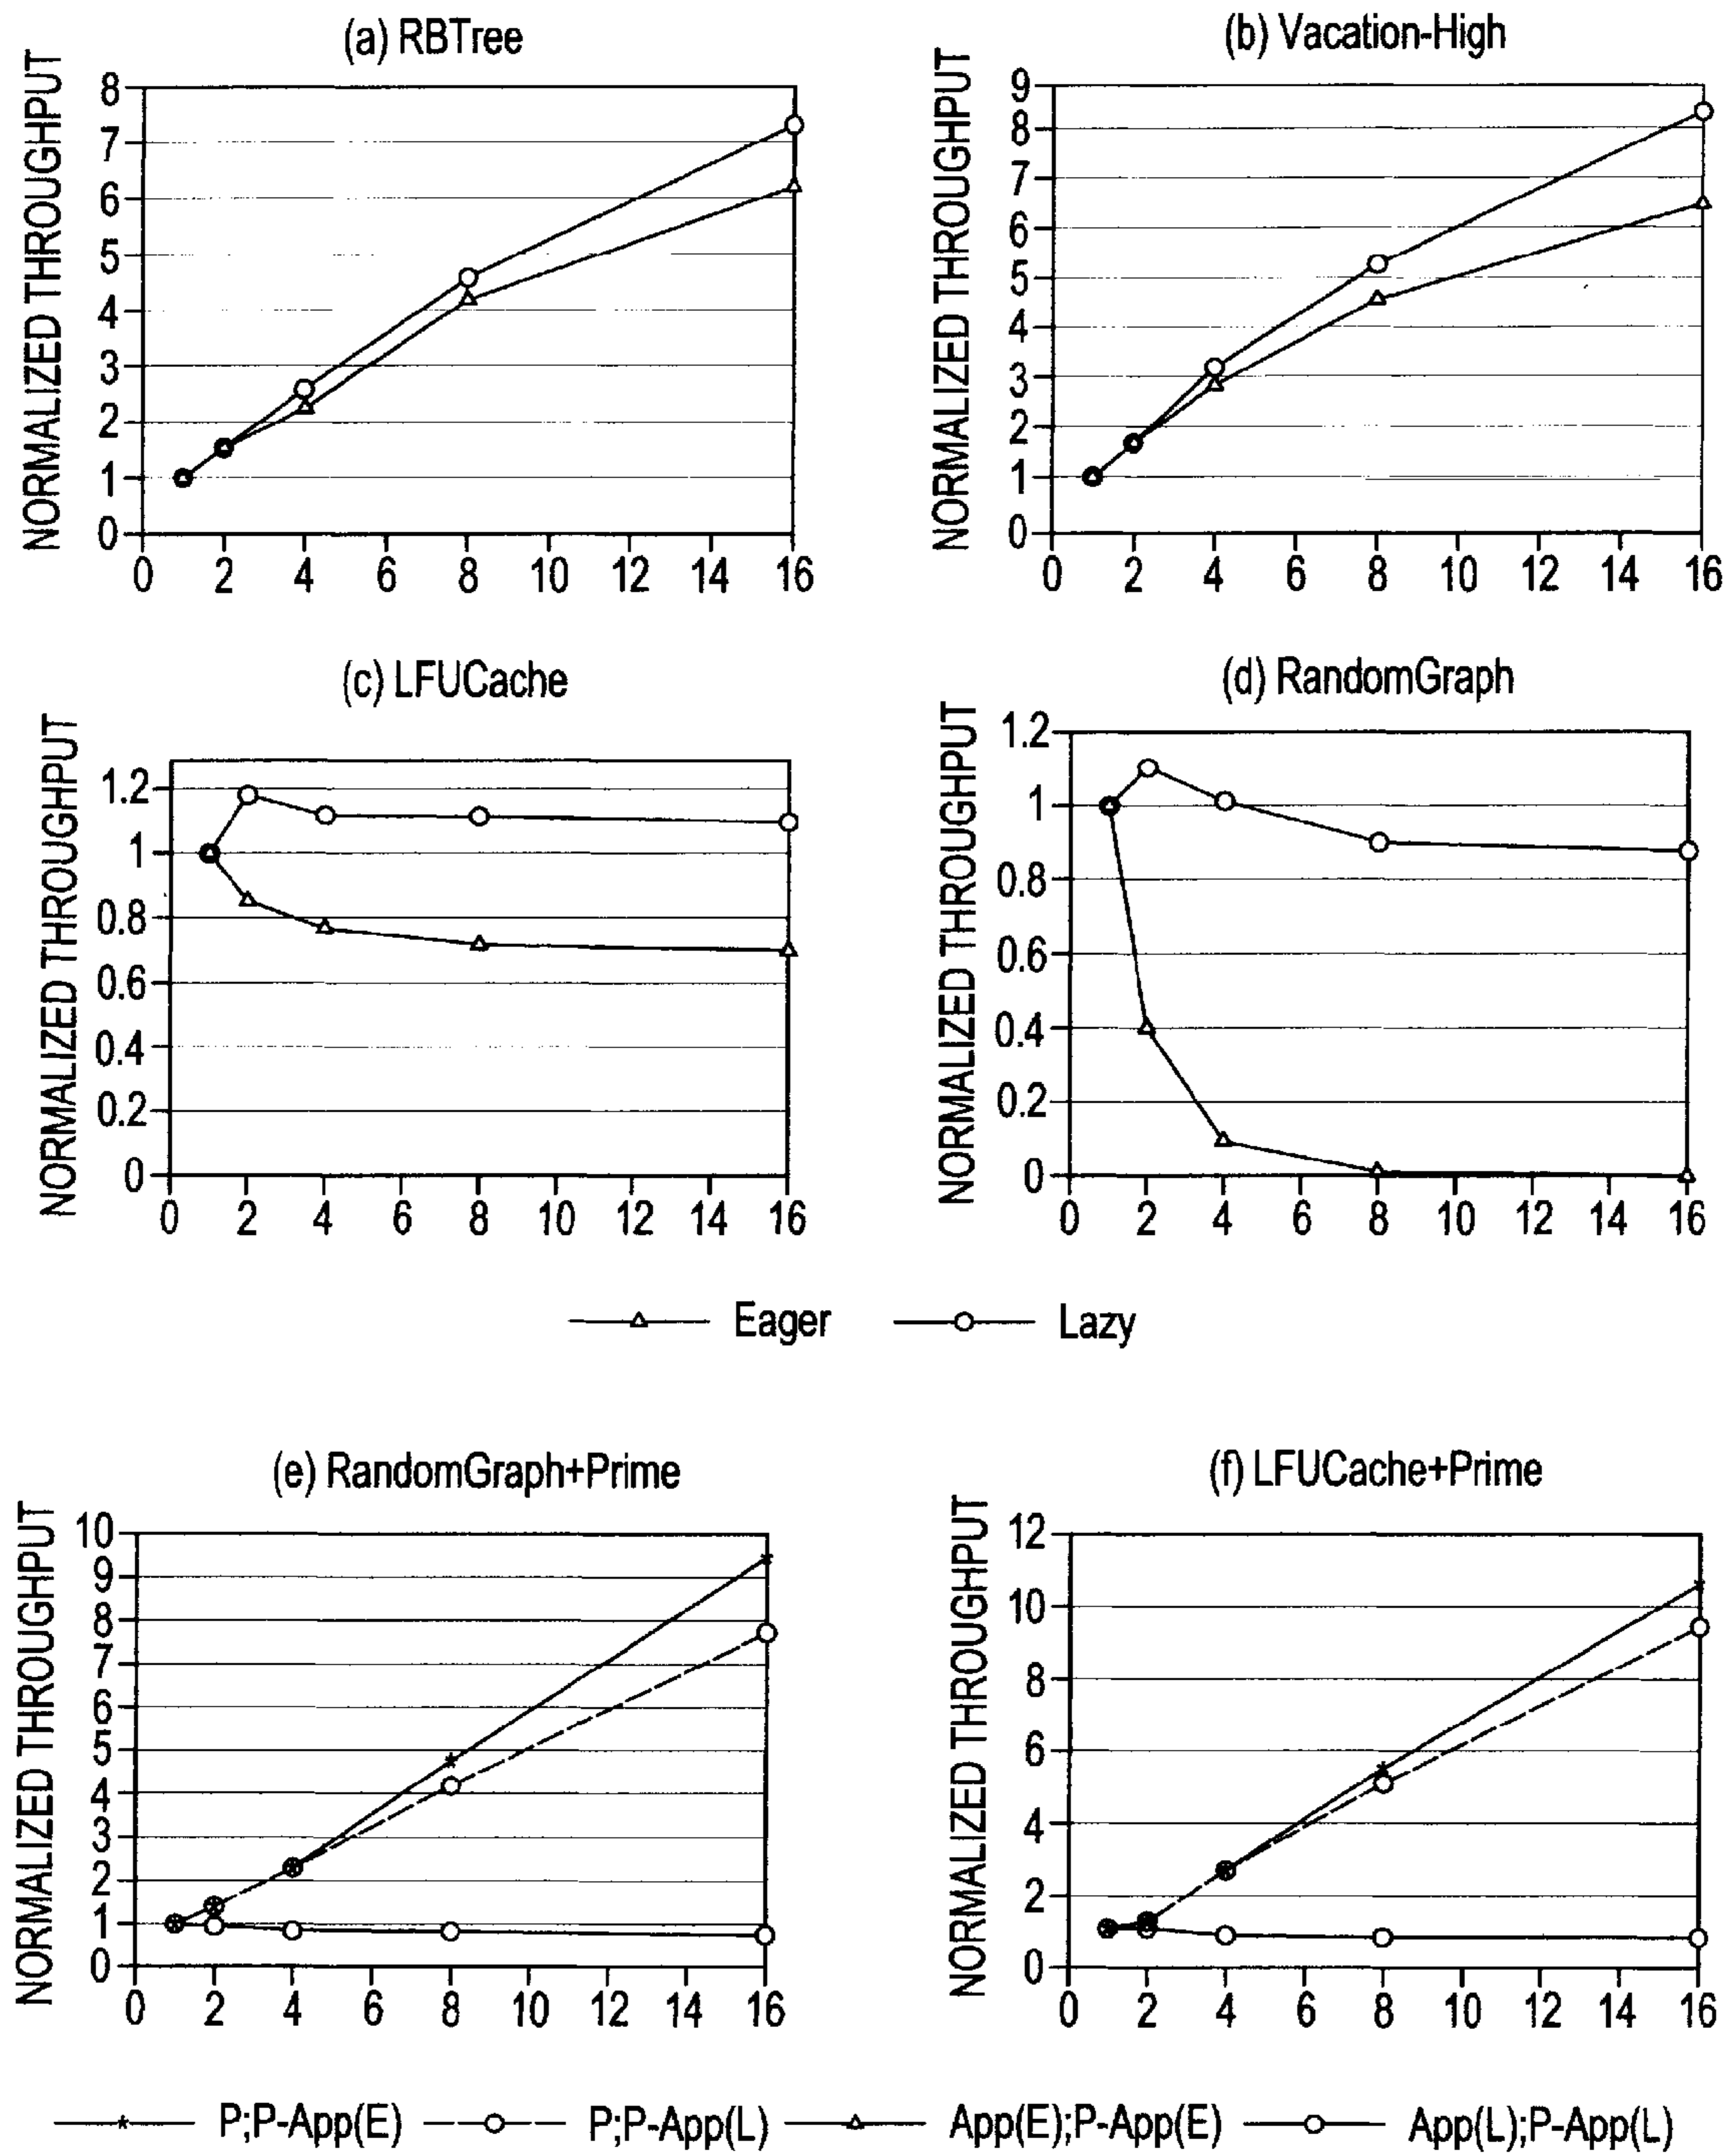 (a) RBTree
NORMALIZED THROUGHPUT
8
7
6
5
4
3
2
1
0
0 2 4 6 8 10 12 14 16
(b) Vacation-High
NORMALIZED THROUGHPUT
9
8
7
6
5
4
3
2
1
0
0 2 4 6 8 10 12 14 16
(c) LFUCache
NORMALIZED THROUGHPUT
1.2
1
0.8
0.6
0.4
0.2
0
0 2 4 6 8 10 12 14 16
(d) RandomGraph
NORMALIZED THROUGHPUT
1.2
1
0.8
0.6
0.4
0.2
0
0 2 4 6 8 10 12 14 16
Eager Lazy
(e) RandomGraph+Prime
NORMALIZED THROUGHPUT
10
9
8
7
6
5
4
3
2
1
0
0 2 4 6 8 10 12 14 16
(f) LFUCache+Prime
NORMALIZED THROUGHPUT
12
10
8
6
4
2
0
0 2 4 6 8 10 12 14 16
P;P-App(E) P;P-App(L) App(E);P-App(E) App(L);P-App(L)